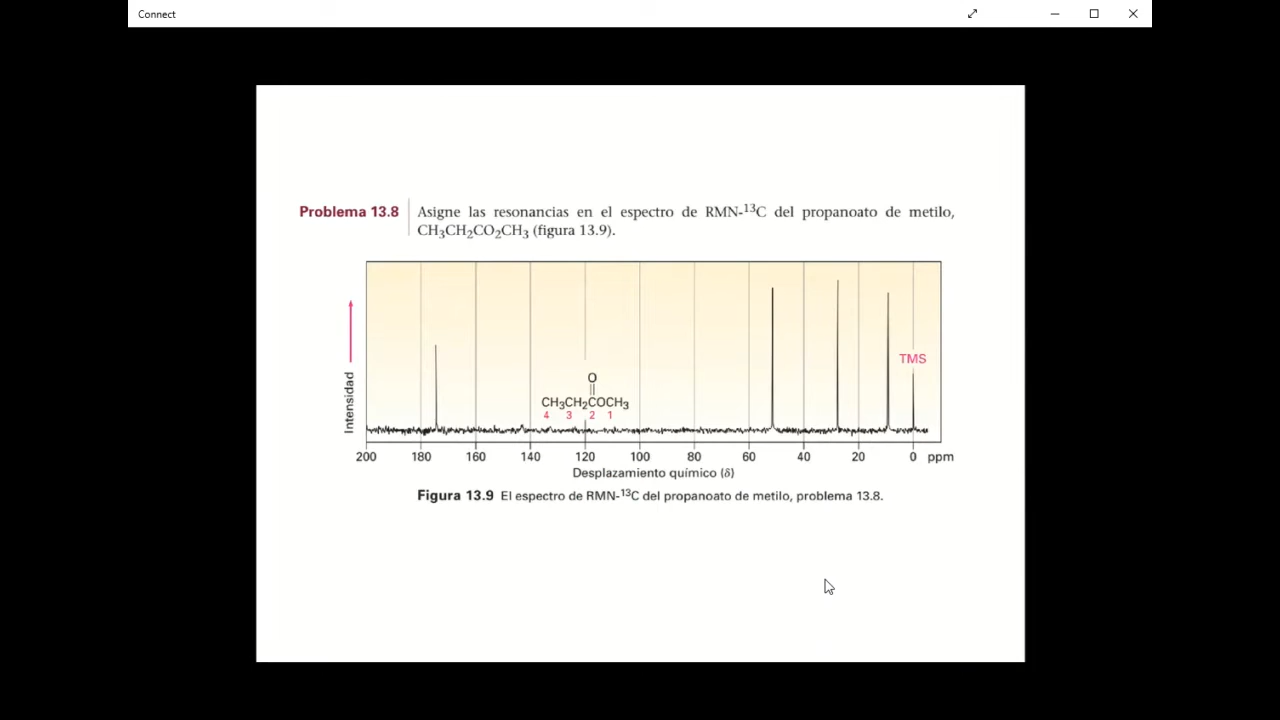 Connect
Problema 13.8 Asigne las resonancias en el espectro de RMN-¹³C del propanoato de metilo,
CH₃CH₂CO₂CH₃ (figura 13.9).
Intensidad
TMS
O
CH₃CH₂COCH₃
4 3 2 1
200 180 160 140 120 100 80 60 40 20 0 ppm
Desplazamiento químico (δ)
Figura 13.9 El espectro de RMN-¹³C del propanoato de metilo, problema 13.8.